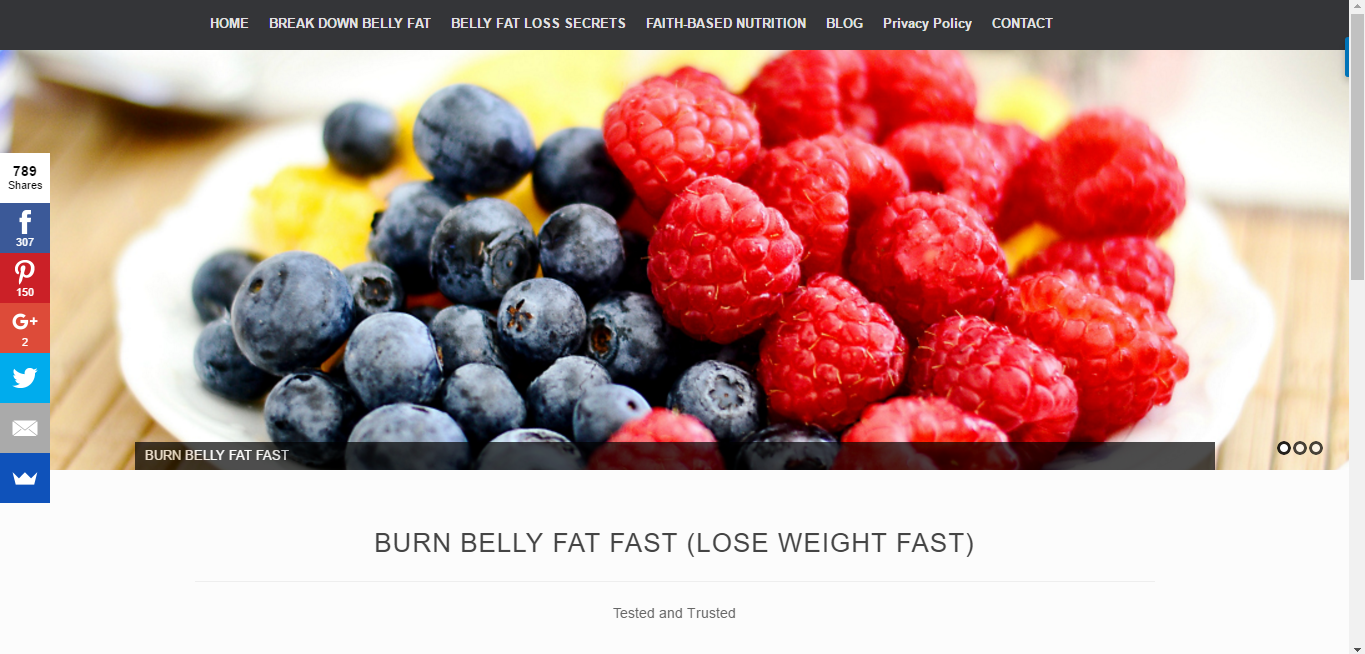 HOME BREAK DOWN BELLY FAT BELLY FAT LOSS SECRETS FAITH-BASED NUTRITION BLOG Privacy Policy CONTACT
789
Shares
307
150
G+
2
BURN BELLY FAT FAST
BURN BELLY FAT FAST (LOSE WEIGHT FAST)
Tested and Trusted